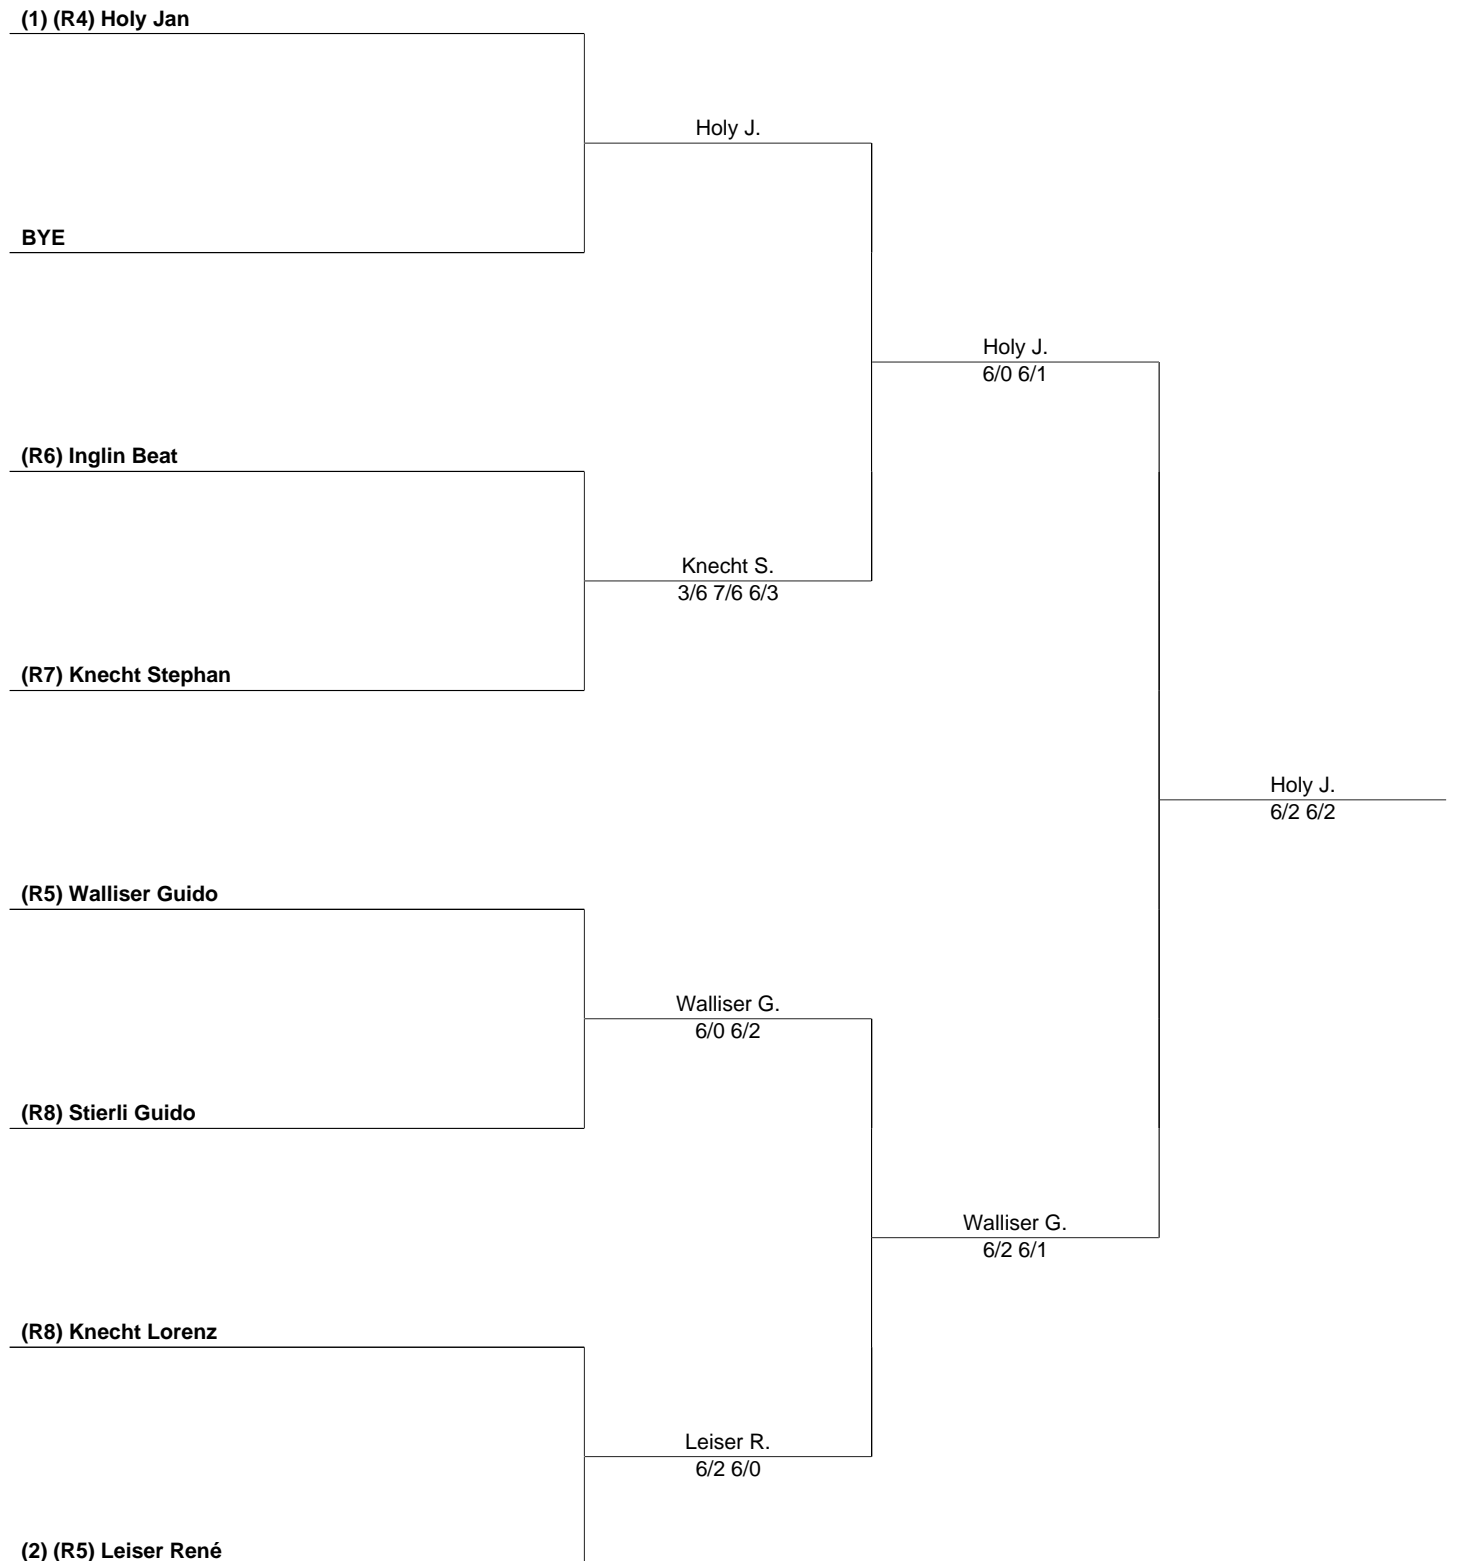 (1) (R4) Holy Jan
Holy J.
BYE
Holy J.
6/0 6/1
(R6) Inglin Beat
Knecht S.
3/6 7/6 6/3
(R7) Knecht Stephan
Holy J.
6/2 6/2
(R5) Walliser Guido
Walliser G.
6/0 6/2
(R8) Stierli Guido
Walliser G.
6/2 6/1
(R8) Knecht Lorenz
Leiser R.
6/2 6/0
(2) (R5) Leiser René